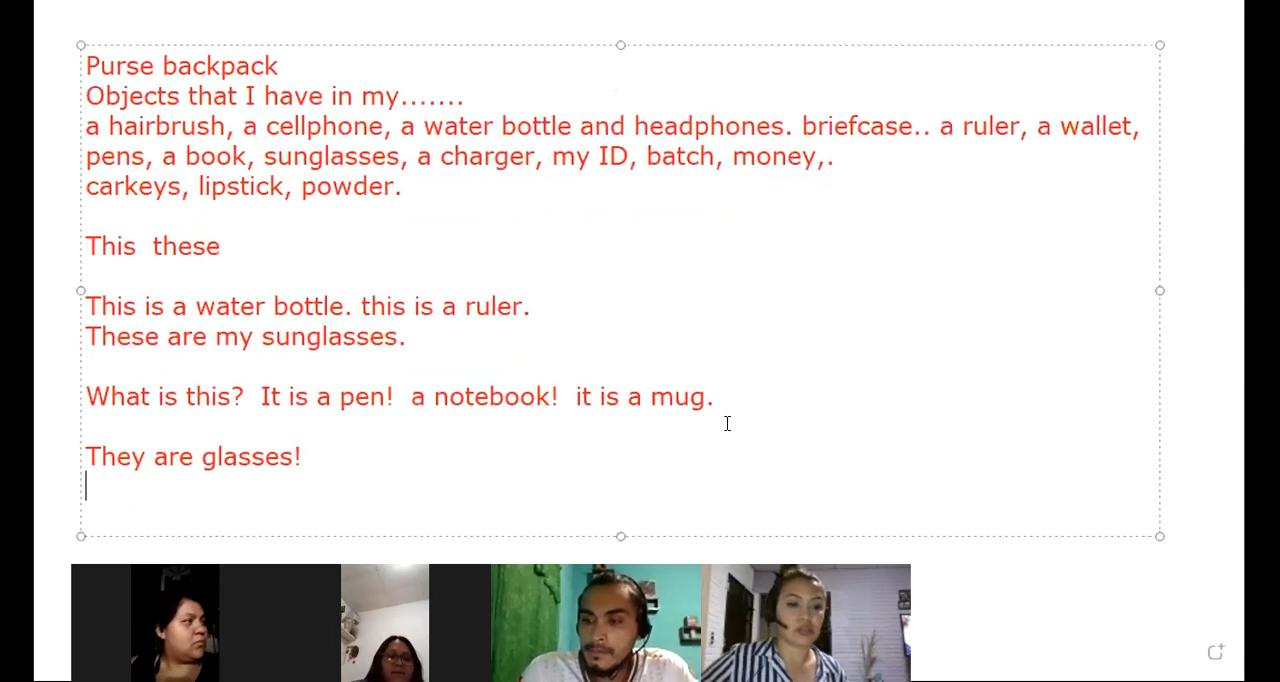 Purse backpack
Objects that I have in my.......
a hairbrush, a cellphone, a water bottle and headphones. briefcase.. a ruler, a wallet,
pens, a book, sunglasses, a charger, my ID, batch, money,.
carkeys, lipstick, powder.
This  these
This is a water bottle. this is a ruler.
These are my sunglasses.
What is this?  It is a pen!  a notebook!  it is a mug.
They are glasses!